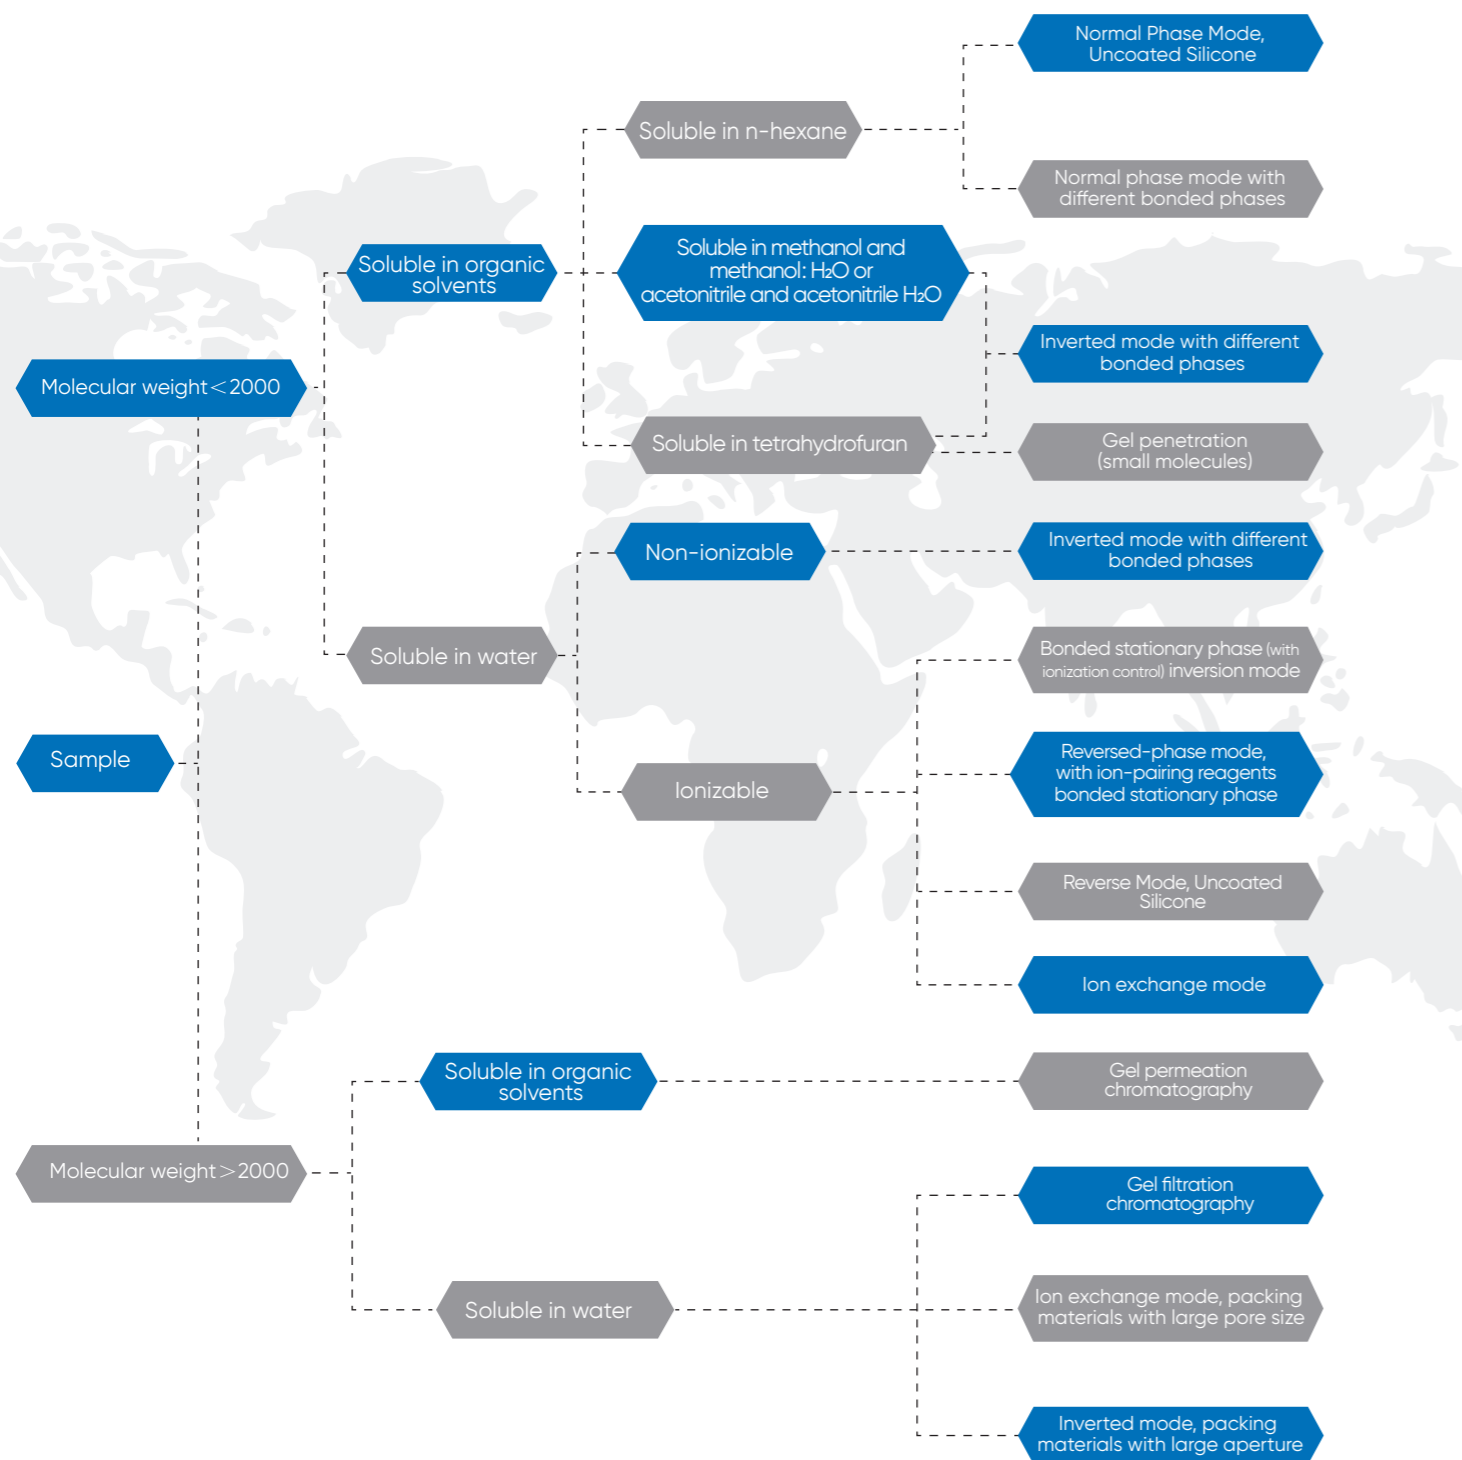 Normal Phase Mode,
Uncoated Silicone
Soluble in n-hexane
Normal phase mode with
different bonded phases
Soluble in organic
solvents
Soluble in methanol and
methanol: H₂O or
acetonitrile and acetonitrile H₂O
Inverted mode with different
bonded phases
Molecular weight<2000
Soluble in tetrahydrofuran
Gel penetration
(small molecules)
Non-ionizable
Inverted mode with different
bonded phases
Soluble in water
Bonded stationary phase (with
ionization control) inversion mode
Sample
Ionizable
Reversed-phase mode,
with ion-pairing reagents
bonded stationary phase
Reverse Mode, Uncoated
Silicone
Ion exchange mode
Soluble in organic
solvents
Gel permeation
chromatography
Molecular weight>2000
Gel filtration
chromatography
Soluble in water
Ion exchange mode, packing
materials with large pore size
Inverted mode, packing
materials with large aperture